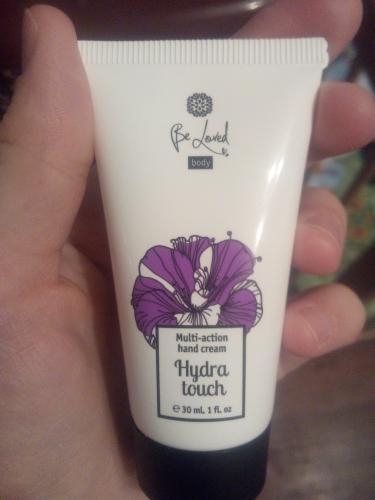 Be Loved
body
Multi-action
hand cream
Hydra
touch
℮ 30 ml. 1 fl. oz